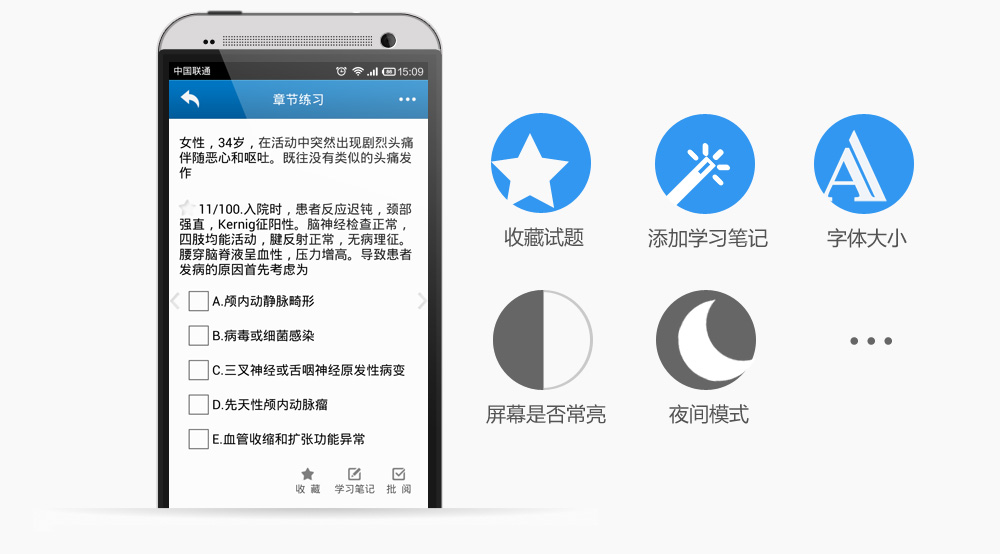 中国联通
88 15:09
章节练习
女性，34岁，在活动中突然出现剧烈头痛
伴随恶心和呕吐。既往没有类似的头痛发
作
11/100.入院时，患者反应迟钝，颈部
强直，Kernig征阳性。脑神经检查正常，
四肢均能活动，腱反射正常，无病理征。
腰穿脑脊液呈血性，压力增高。导致患者
发病的原因首先考虑为
A.颅内动静脉畸形
B.病毒或细菌感染
C.三叉神经或舌咽神经原发性病变
D.先天性颅内动脉瘤
E.血管收缩和扩张功能异常
收 藏
学习笔记
批 阅
收藏试题
添加学习笔记
字体大小
屏幕是否常亮
夜间模式